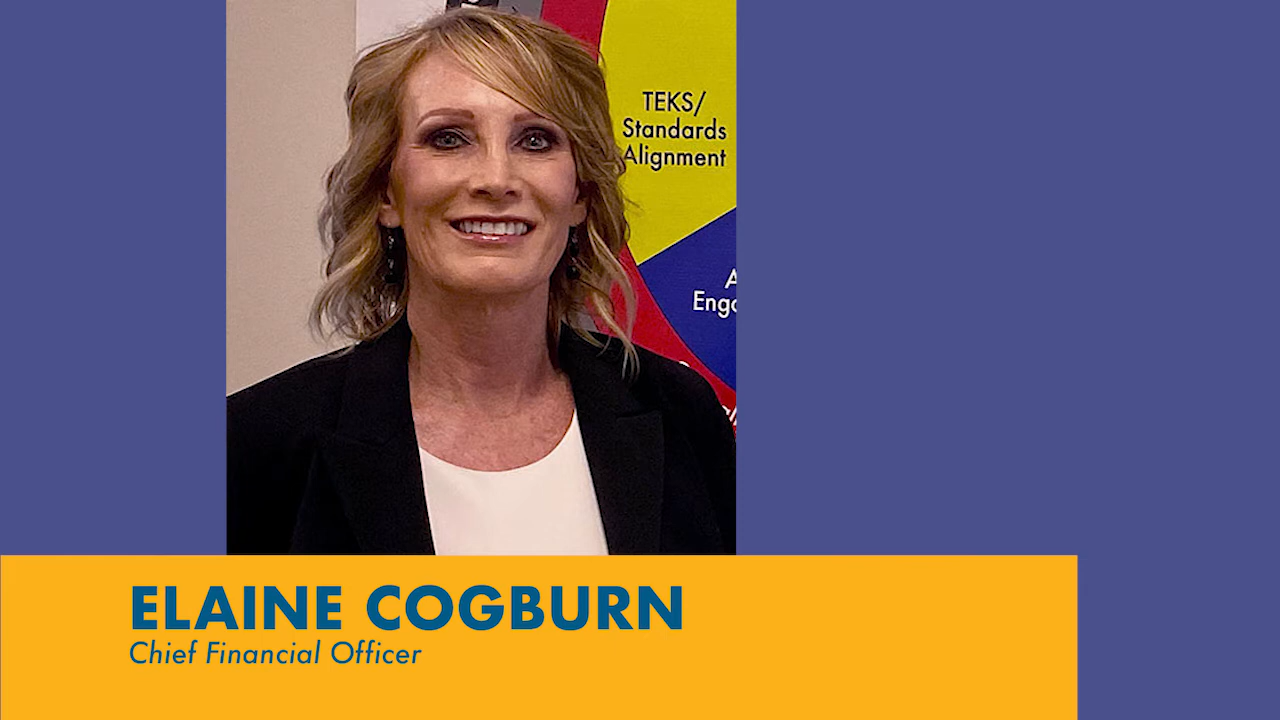 TEKS/
Standards
Alignment
ELAINE COGBURN
Chief Financial Officer